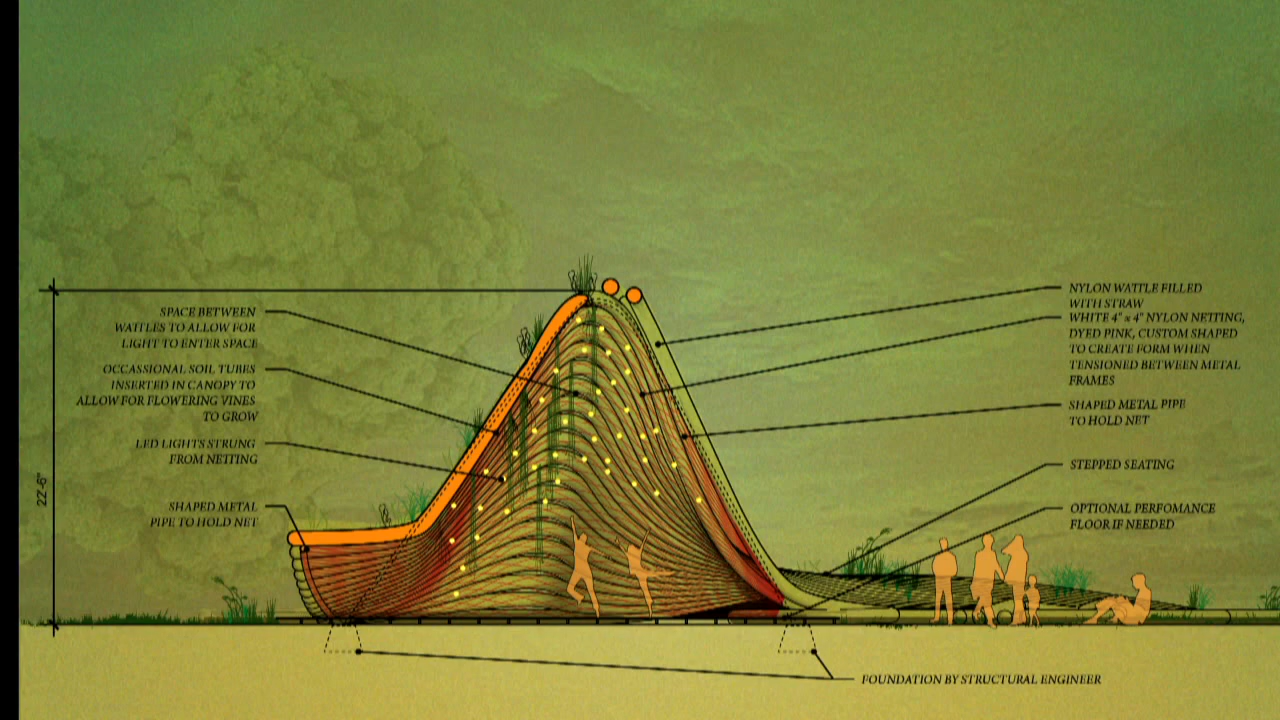 SPACE BETWEEN
WATTLES TO ALLOW FOR
LIGHT TO ENTER SPACE
OCCASSIONAL SOIL TUBES
INSERTED IN CANOPY TO
ALLOW FOR FLOWERING VINES
TO GROW
LED LIGHTS STRUNG
FROM NETTING
SHAPED METAL
PIPE TO HOLD NET
22'-6"
NYLON WATTLE FILLED
WITH STRAW
WHITE 4" x 4" NYLON NETTING,
DYED PINK, CUSTOM SHAPED
TO CREATE FORM WHEN
TENSIONED BETWEEN METAL
FRAMES
SHAPED METAL PIPE
TO HOLD NET
STEPPED SEATING
OPTIONAL PERFOMANCE
FLOOR IF NEEDED
FOUNDATION BY STRUCTURAL ENGINEER